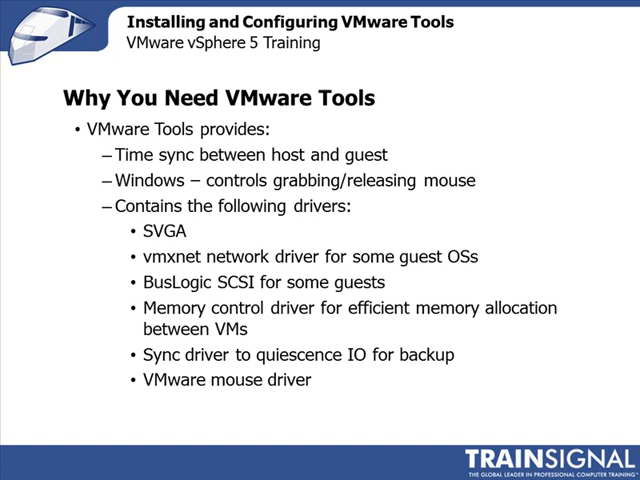 Installing and Configuring VMware Tools
VMware vSphere 5 Training
Why You Need VMware Tools
• VMware Tools provides:
– Time sync between host and guest
– Windows – controls grabbing/releasing mouse
– Contains the following drivers:
• SVGA
• vmxnet network driver for some guest OSs
• BusLogic SCSI for some guests
• Memory control driver for efficient memory allocation
between VMs
• Sync driver to quiescence IO for backup
• VMware mouse driver
TRAINSIGNAL
THE GLOBAL LEADER IN PROFESSIONAL COMPUTER TRAINING™